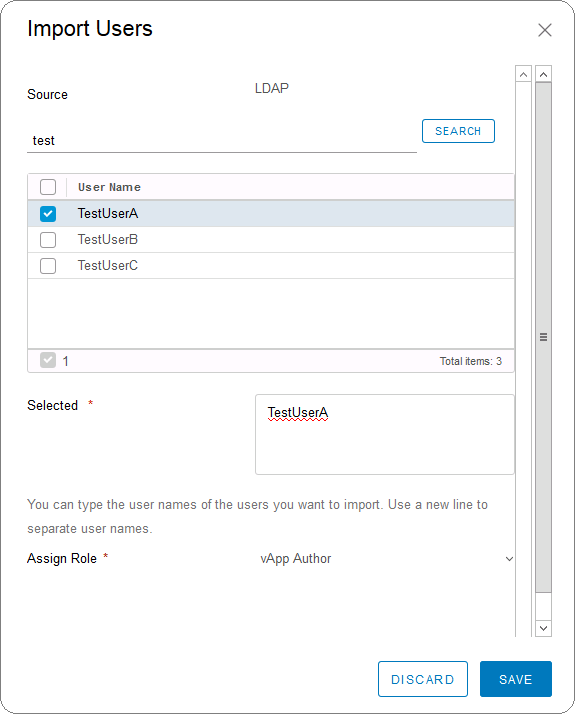 Import Users
Source
LDAP
test
SEARCH
User Name
TestUserA
TestUserB
TestUserC
1
Total items: 3
Selected *
TestUserA
You can type the user names of the users you want to import. Use a new line to
separate user names.
Assign Role *
vApp Author
DISCARD
SAVE